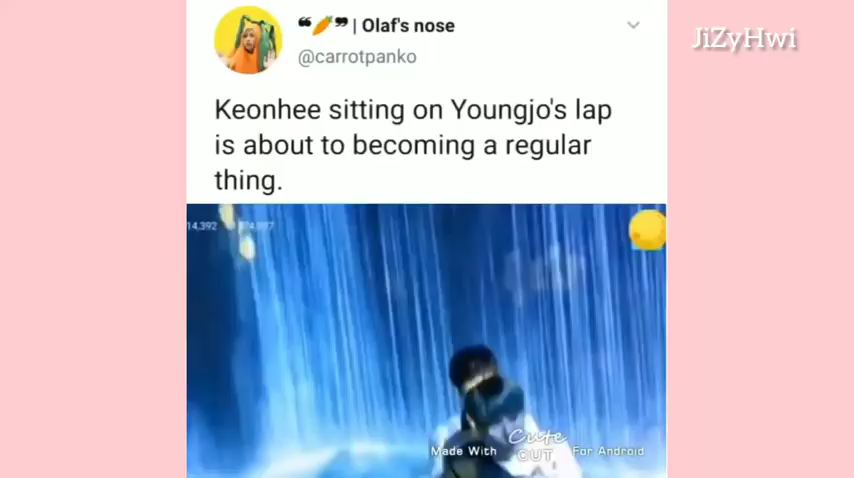 ❝🥕❞ | Olaf's nose
@carrotpanko
JiZyHwi
Keonhee sitting on Youngjo's lap
is about to becoming a regular
thing.
14,392
Made With Cute CUT For Android